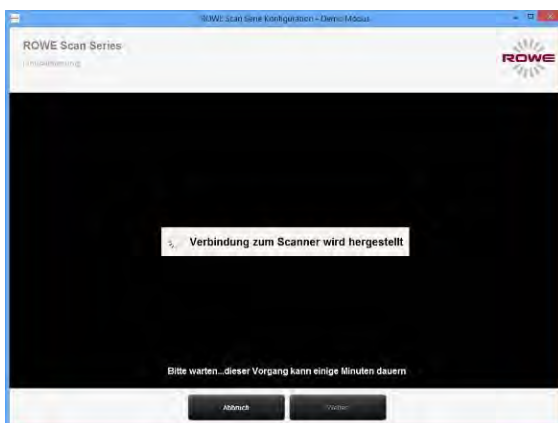 ROWE Scan Serie Konfiguration - Demo Modus
ROWE Scan Series
ROWE
Verbindung zum Scanner wird hergestellt
Bitte warten...dieser Vorgang kann einige Minuten dauern
Abbruch
Weiter